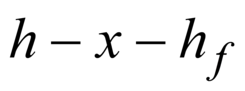 h − x − h_f